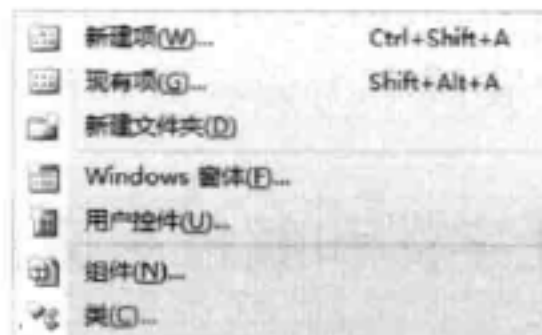 新建项(W)... Ctrl+Shift+A
现有项(G)... Shift+Alt+A
新建文件夹(D)
Windows 窗体(F)...
用户控件(U)...
组件(N)...
类(C)...